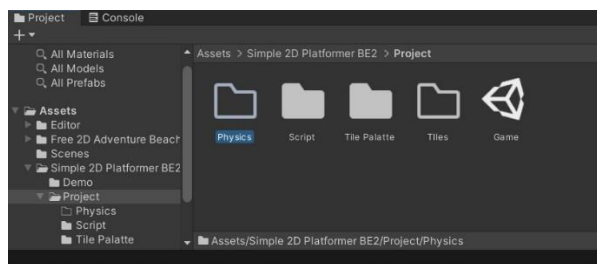 Project Console
All Materials
All Models
All Prefabs
Assets
Editor
Free 2D Adventure Beach
Scenes
Simple 2D Platformer BE2
Demo
Project
Physics
Script
Tile Palatte
Assets > Simple 2D Platformer BE2 > Project
Physics Script Tile Palatte TIles Game
Assets/Simple 2D Platformer BE2/Project/Physics